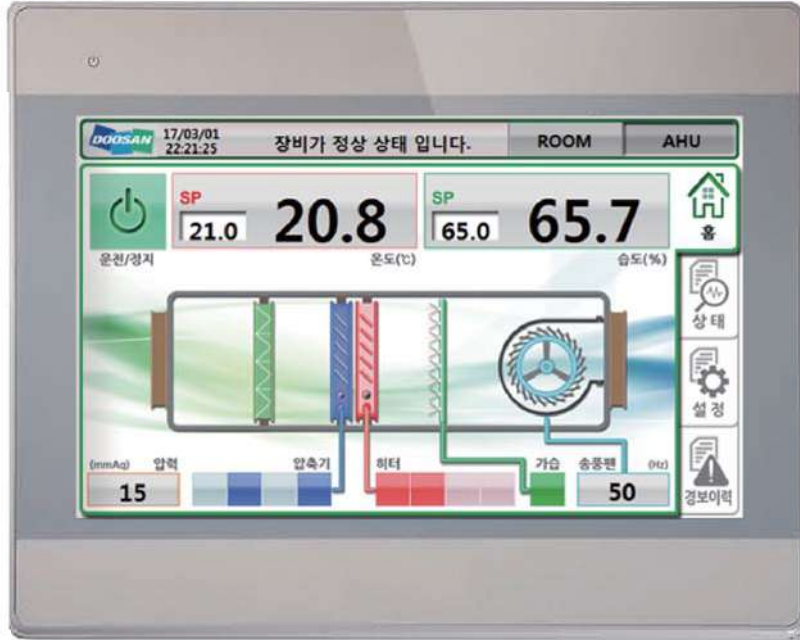 DOOSAN
17/03/01
22:21:25
장비가 정상 상태 입니다.
ROOM
AHU
SP
21.0
20.8
온도(℃)
SP
65.0
65.7
습도(%)
운전/정지
홈
상태
설정
경보이력
(mmAq) 압력
15
압축기
히터
가습
송풍팬 (Hz)
50